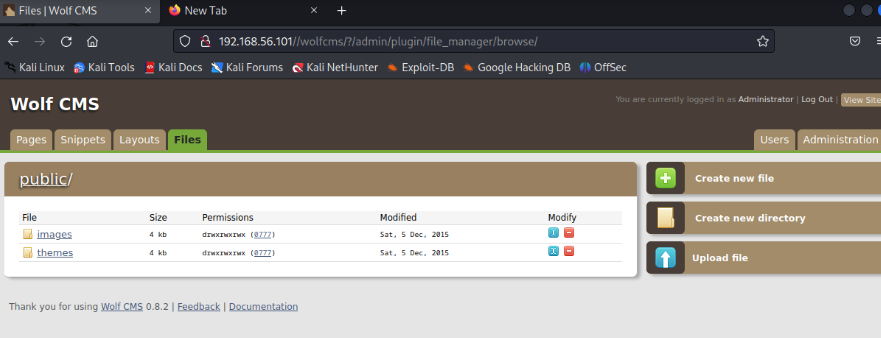 Files | Wolf CMS × New Tab × +
192.168.56.101//wolfcms/?/admin/plugin/file_manager/browse/
Kali Linux Kali Tools Kali Docs Kali Forums Kali NetHunter Exploit-DB Google Hacking DB OffSec
Wolf CMS
You are currently logged in as Administrator | Log Out | View Site
Pages Snippets Layouts Files Users Administration
public/
Create new file
File Size Permissions Modified Modify
images 4 kb drwxrwxrwx (0777) Sat, 5 Dec, 2015
Create new directory
themes 4 kb drwxrwxrwx (0777) Sat, 5 Dec, 2015
Upload file
Thank you for using Wolf CMS 0.8.2 | Feedback | Documentation